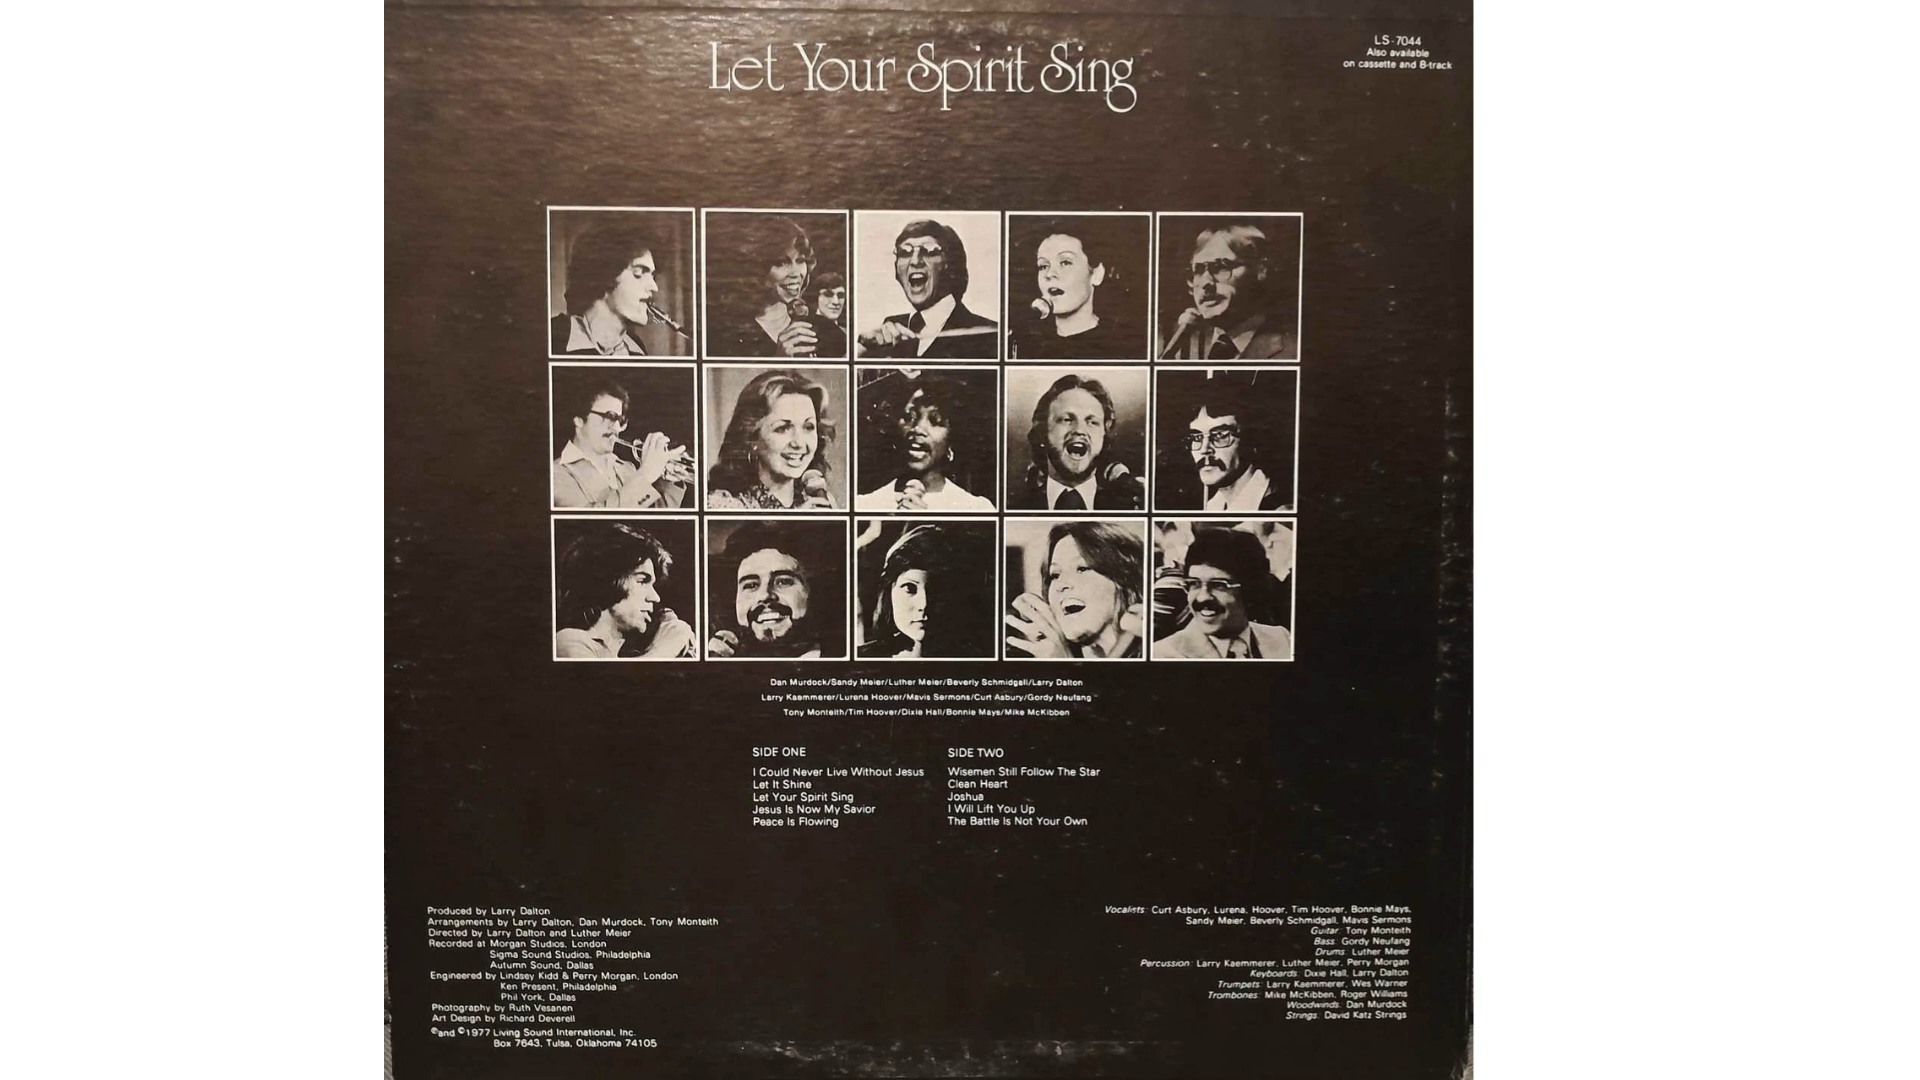 Let Your Spirit Sing
LS-7044
Also available
on cassette and 8-track
Dan Murdock/Sandy Meier/Luther Meier/Beverly Schmidgall/Larry Dalton
Larry Kaemmerer/Lurena Hoover/Mavis Sermons/Curt Asbury/Gordy Neufang
Tony Monteith/Tim Hoover/Dixie Hall/Bonnie Mays/Mike McKibben
SIDE ONE
I Could Never Live Without Jesus
Let It Shine
Let Your Spirit Sing
Jesus Is Now My Savior
Peace Is Flowing
SIDE TWO
Wisemen Still Follow The Star
Clean Heart
Joshua
I Will Lift You Up
The Battle Is Not Your Own
Produced by Larry Dalton
Arrangements by Larry Dalton, Dan Murdock, Tony Monteith
Directed by Larry Dalton and Luther Meier
Recorded at Morgan Studios, London
Sigma Sound Studios, Philadelphia
Autumn Sound, Dallas
Engineered by Lindsey Kidd & Perry Morgan, London
Ken Present, Philadelphia
Phil York, Dallas
Photography by Ruth Vesanen
Art Design by Richard Deverell
℗and ©1977 Living Sound International, Inc.
Box 7643, Tulsa, Oklahoma 74105
Vocalists: Curt Asbury, Lurena, Hoover, Tim Hoover, Bonnie Mays,
Sandy Meier, Beverly Schmidgall, Mavis Sermons
Guitar: Tony Monteith
Bass: Gordy Neufang
Drums: Luther Meier
Percussion: Larry Kaemmerer, Luther Meier, Perry Morgan
Keyboards: Dixie Hall, Larry Dalton
Trumpets: Larry Kaemmerer, Wes Warner
Trombones: Mike McKibben, Roger Williams
Woodwinds: Dan Murdock
Strings: David Katz Strings